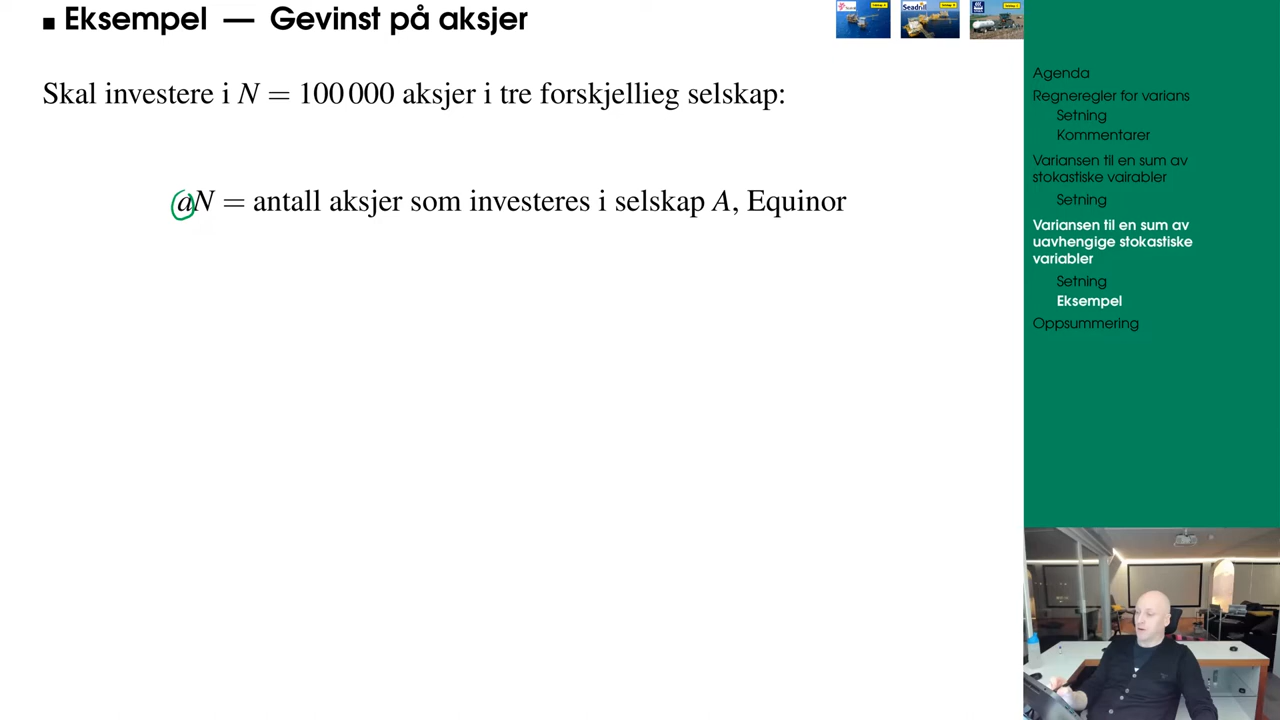 Eksempel — Gevinst på aksjer
Seadrill
Skal investere i N = 100 000 aksjer i tre forskjellieg selskap:
aN = antall aksjer som investeres i selskap A, Equinor
Agenda
Regneregler for varians
Setning
Kommentarer
Variansen til en sum av
stokastiske vairabler
Setning
Variansen til en sum av
uavhengige stokastiske
variabler
Setning
Eksempel
Oppsummering